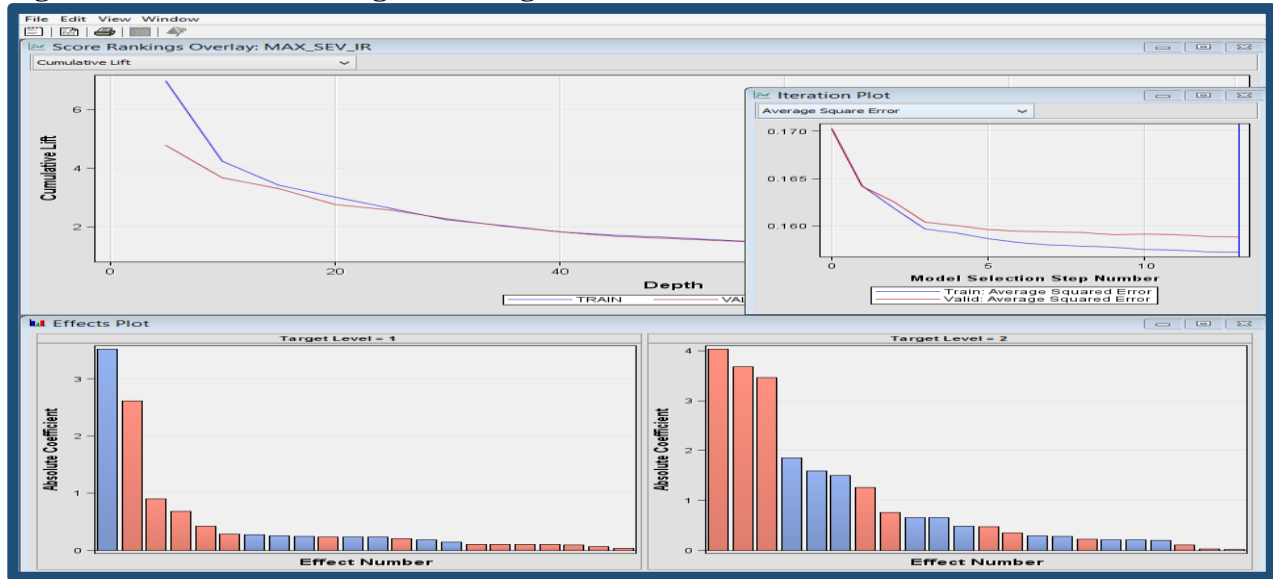 File Edit View Window
Score Rankings Overlay: MAX_SEV_IR
Cumulative Lift
6
4
2
Cumulative Lift
0
20
40
Depth
TRAIN
Iteration Plot
Average Square Error
0.170
0.165
0.160
0
5
10
Model Selection Step Number
Train: Average Squared Error
Valid: Average Squared Error
Effects Plot
Target Level = 1
3
2
1
0
Absolute Coefficient
Effect Number
Target Level = 2
4
3
2
1
0
Absolute Coefficient
Effect Number